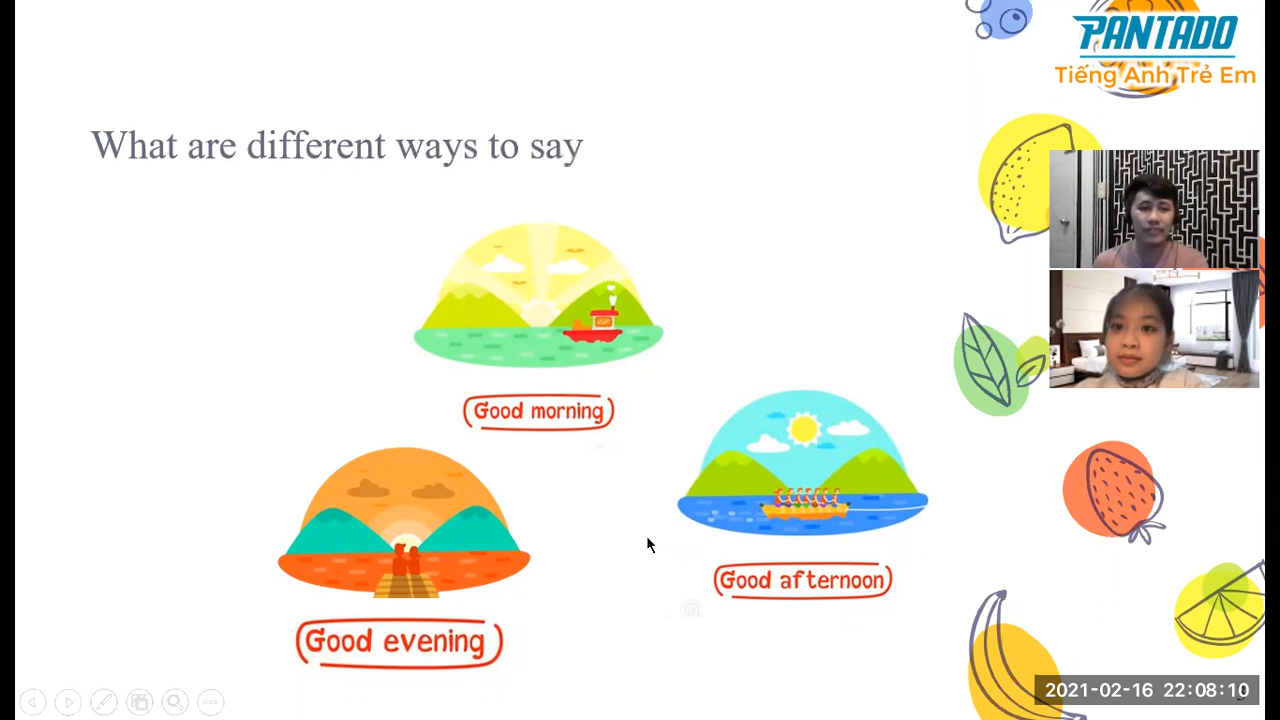 PANTADO
Tiếng Anh Trẻ Em
What are different ways to say
Good morning
Good afternoon
Good evening
2021-02-16 22:08:10